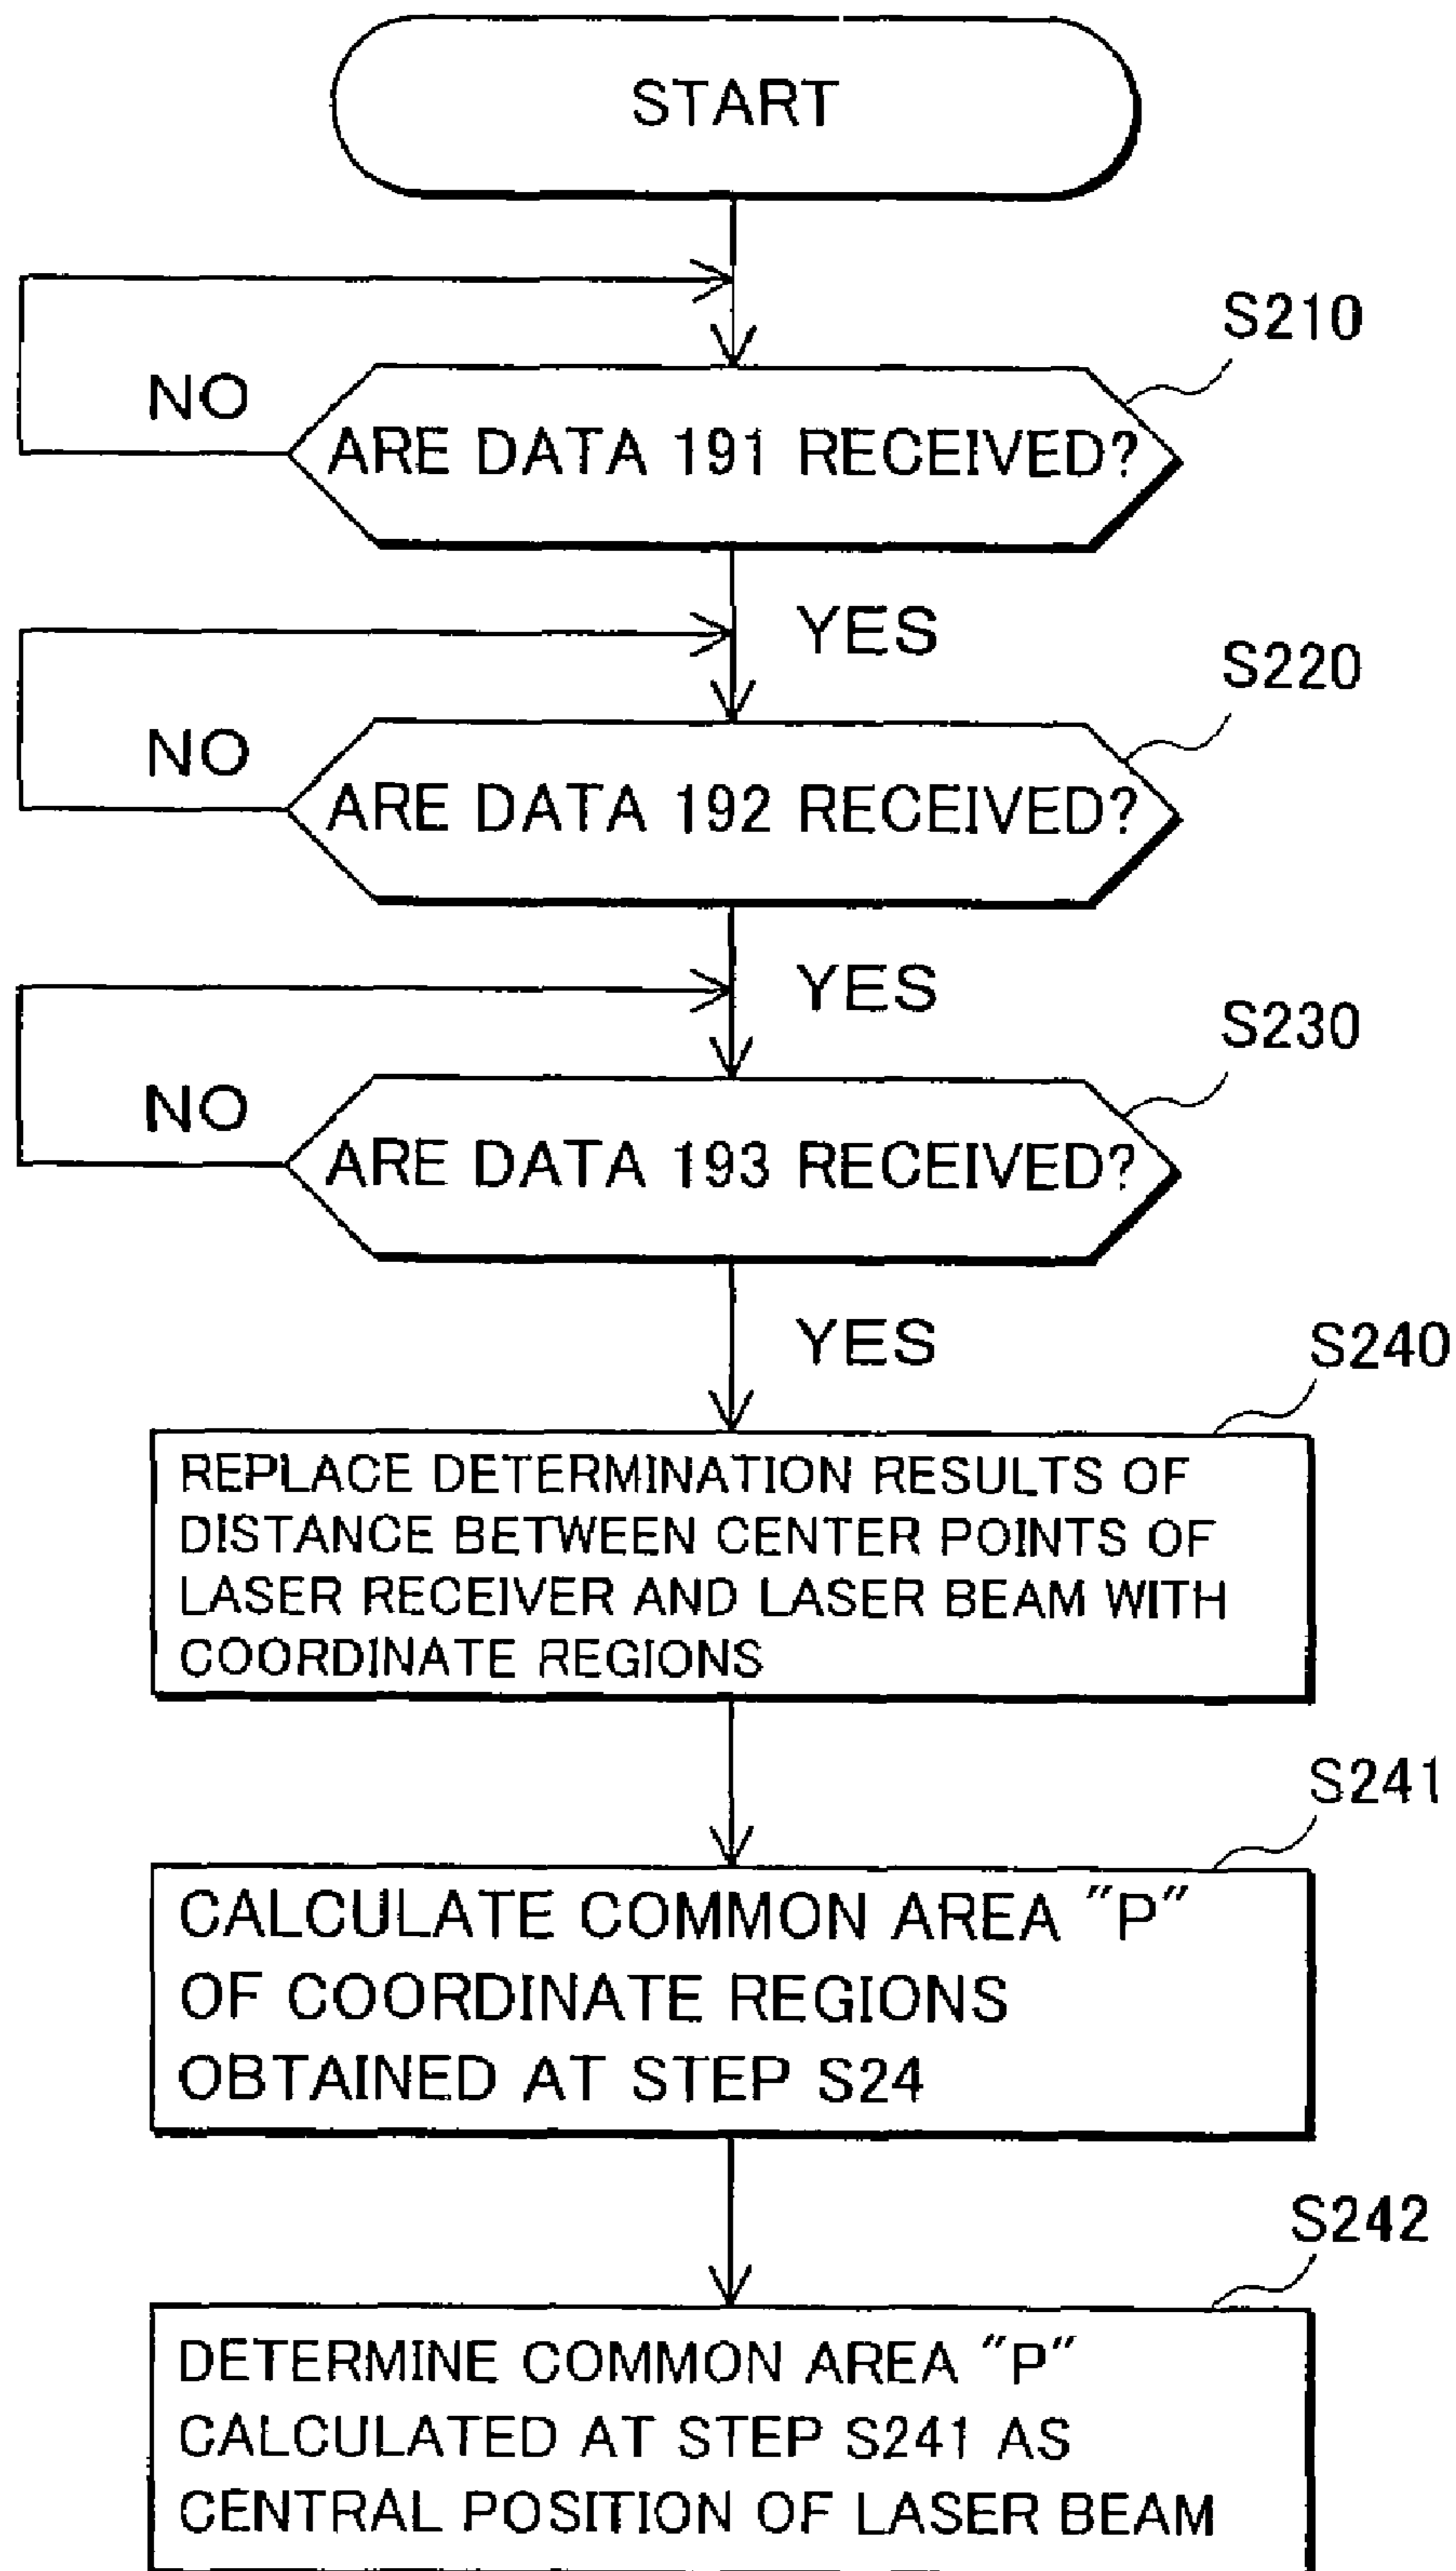 START
S210
NO
ARE DATA 191 RECEIVED?
YES
S220
NO
ARE DATA 192 RECEIVED?
YES
S230
NO
ARE DATA 193 RECEIVED?
YES
S240
REPLACE DETERMINATION RESULTS OF
DISTANCE BETWEEN CENTER POINTS OF
LASER RECEIVER AND LASER BEAM WITH
COORDINATE REGIONS
S241
CALCULATE COMMON AREA "P"
OF COORDINATE REGIONS
OBTAINED AT STEP S24
S242
DETERMINE COMMON AREA "P"
CALCULATED AT STEP S241 AS
CENTRAL POSITION OF LASER BEAM